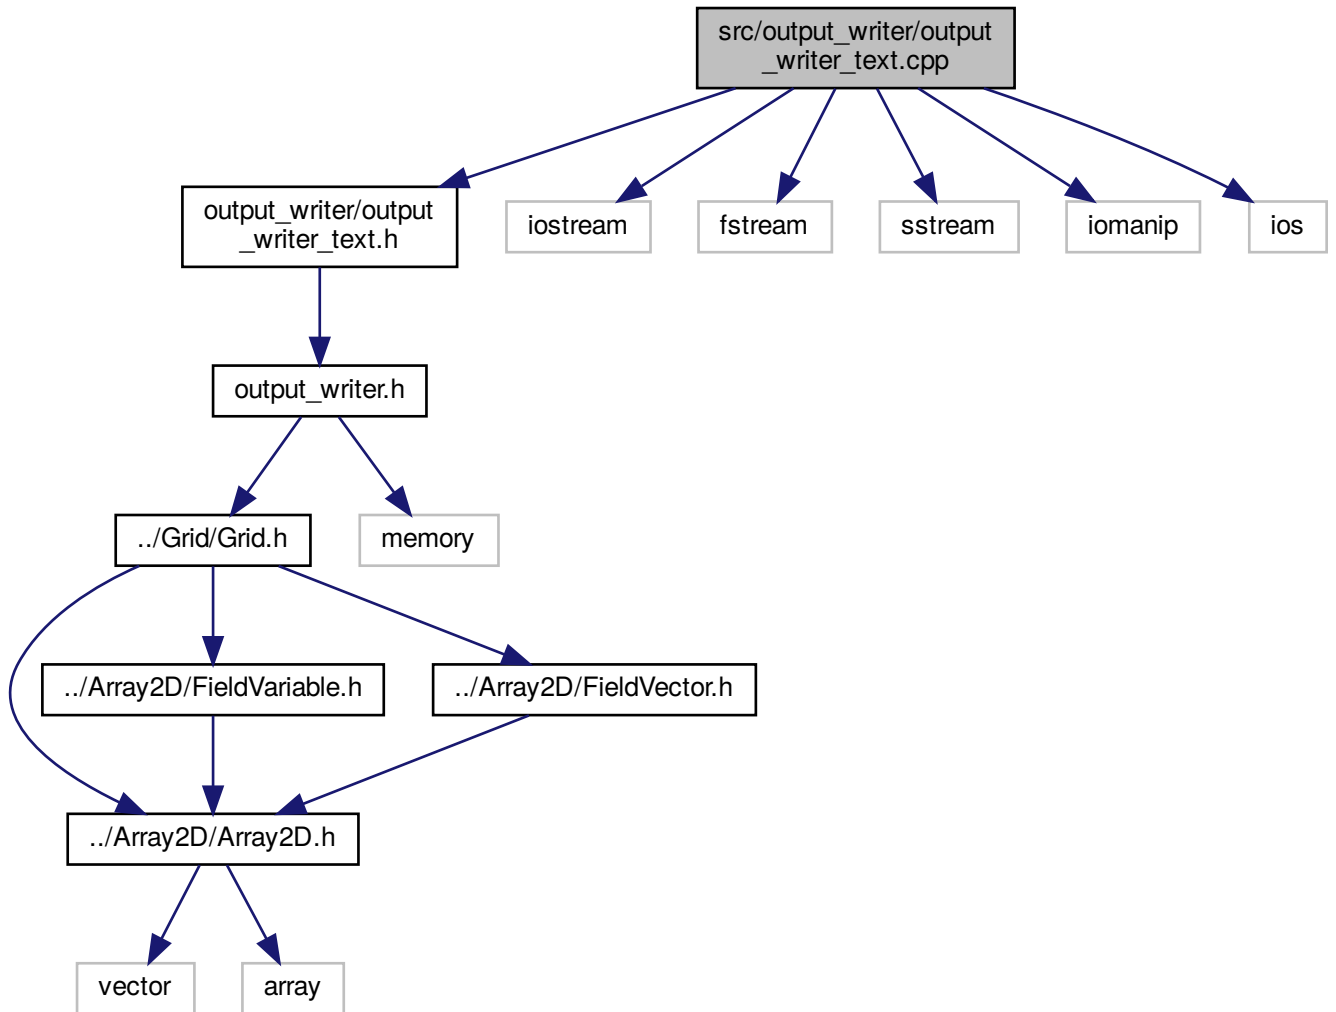 src/output_writer/output
_writer_text.cpp
output_writer/output
_writer_text.h
iostream
fstream
sstream
iomanip
ios
output_writer.h
../Grid/Grid.h
memory
../Array2D/FieldVariable.h
../Array2D/FieldVector.h
../Array2D/Array2D.h
vector
array